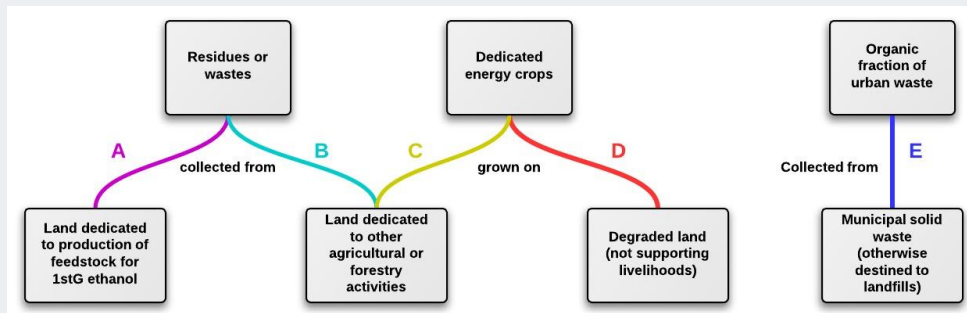 Residues or
wastes
Dedicated
energy crops
Organic
fraction of
urban waste
A
B
C
D
E
collected from
grown on
Collected from
Land dedicated
to production of
feedstock for
1stG ethanol
Land dedicated
to other
agricultural or
forestry
activities
Degraded land
(not supporting
livelihoods)
Municipal solid
waste
(otherwise
destined to
landfills)